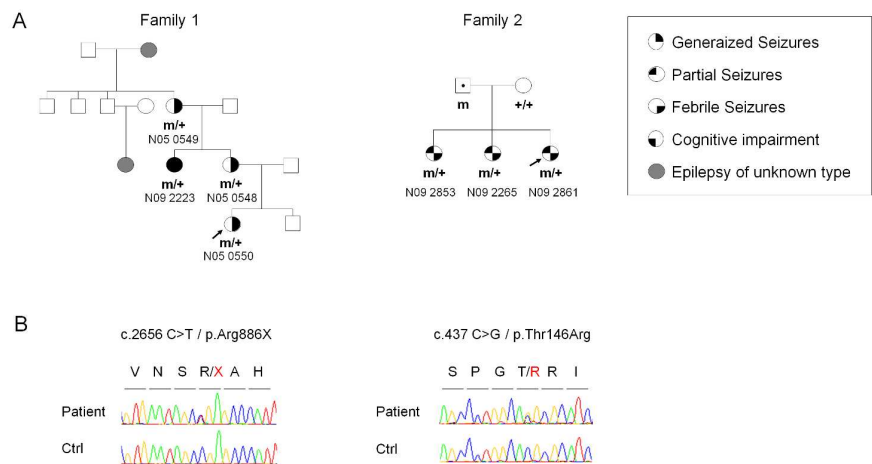 A
Family 1
m/+
N05 0549
m/+
N09 2223
m/+
N05 0548
m/+
N05 0550
Family 2
m
+/+
m/+
N09 2853
m/+
N09 2265
m/+
N09 2861
Generaized Seizures
Partial Seizures
Febrile Seizures
Cognitive impairment
Epilepsy of unknown type
B
c.2656 C>T / p.Arg886X
V N S R/X A H
Patient
Ctrl
c.437 C>G / p.Thr146Arg
S P G T/R R I
Patient
Ctrl